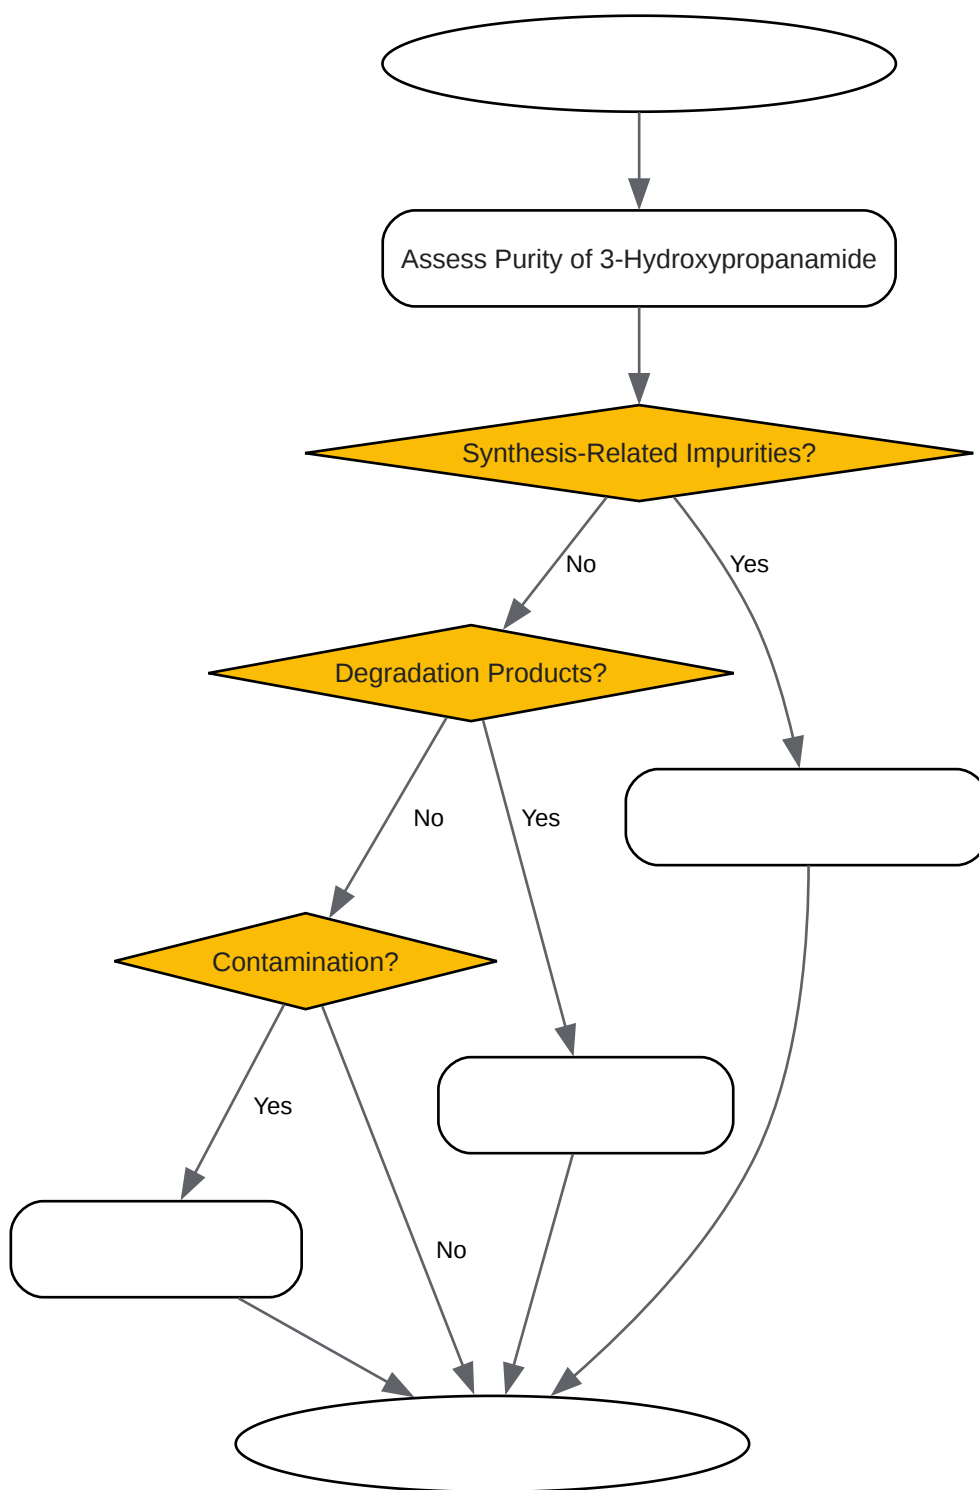 Assess Purity of 3-Hydroxypropanamide
Synthesis-Related Impurities?
No
Yes
Degradation Products?
No
Yes
Contamination?
Yes
No